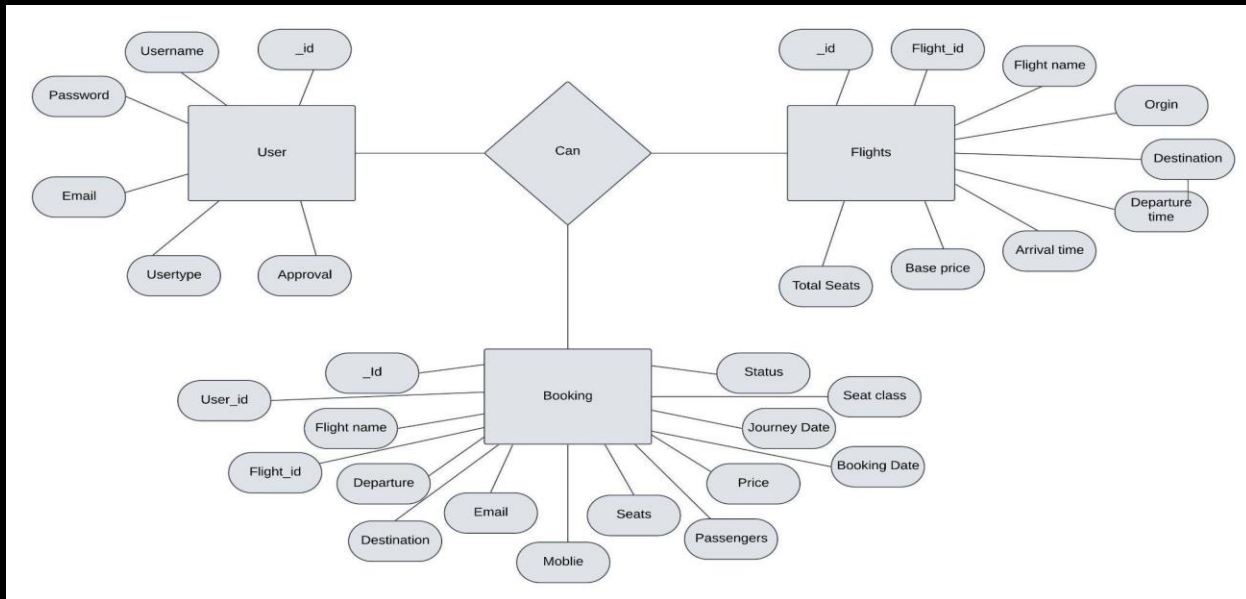 _id
Username
Password
User
Email
Usertype
Approval
Can
_id
Flight_id
Flight name
Orgin
Flights
Destination
Departure
time
Arrival time
Base price
Total Seats
_Id
User_id
Flight name
Flight_id
Departure
Destination
Email
Moblie
Booking
Status
Seat class
Journey Date
Booking Date
Price
Seats
Passengers